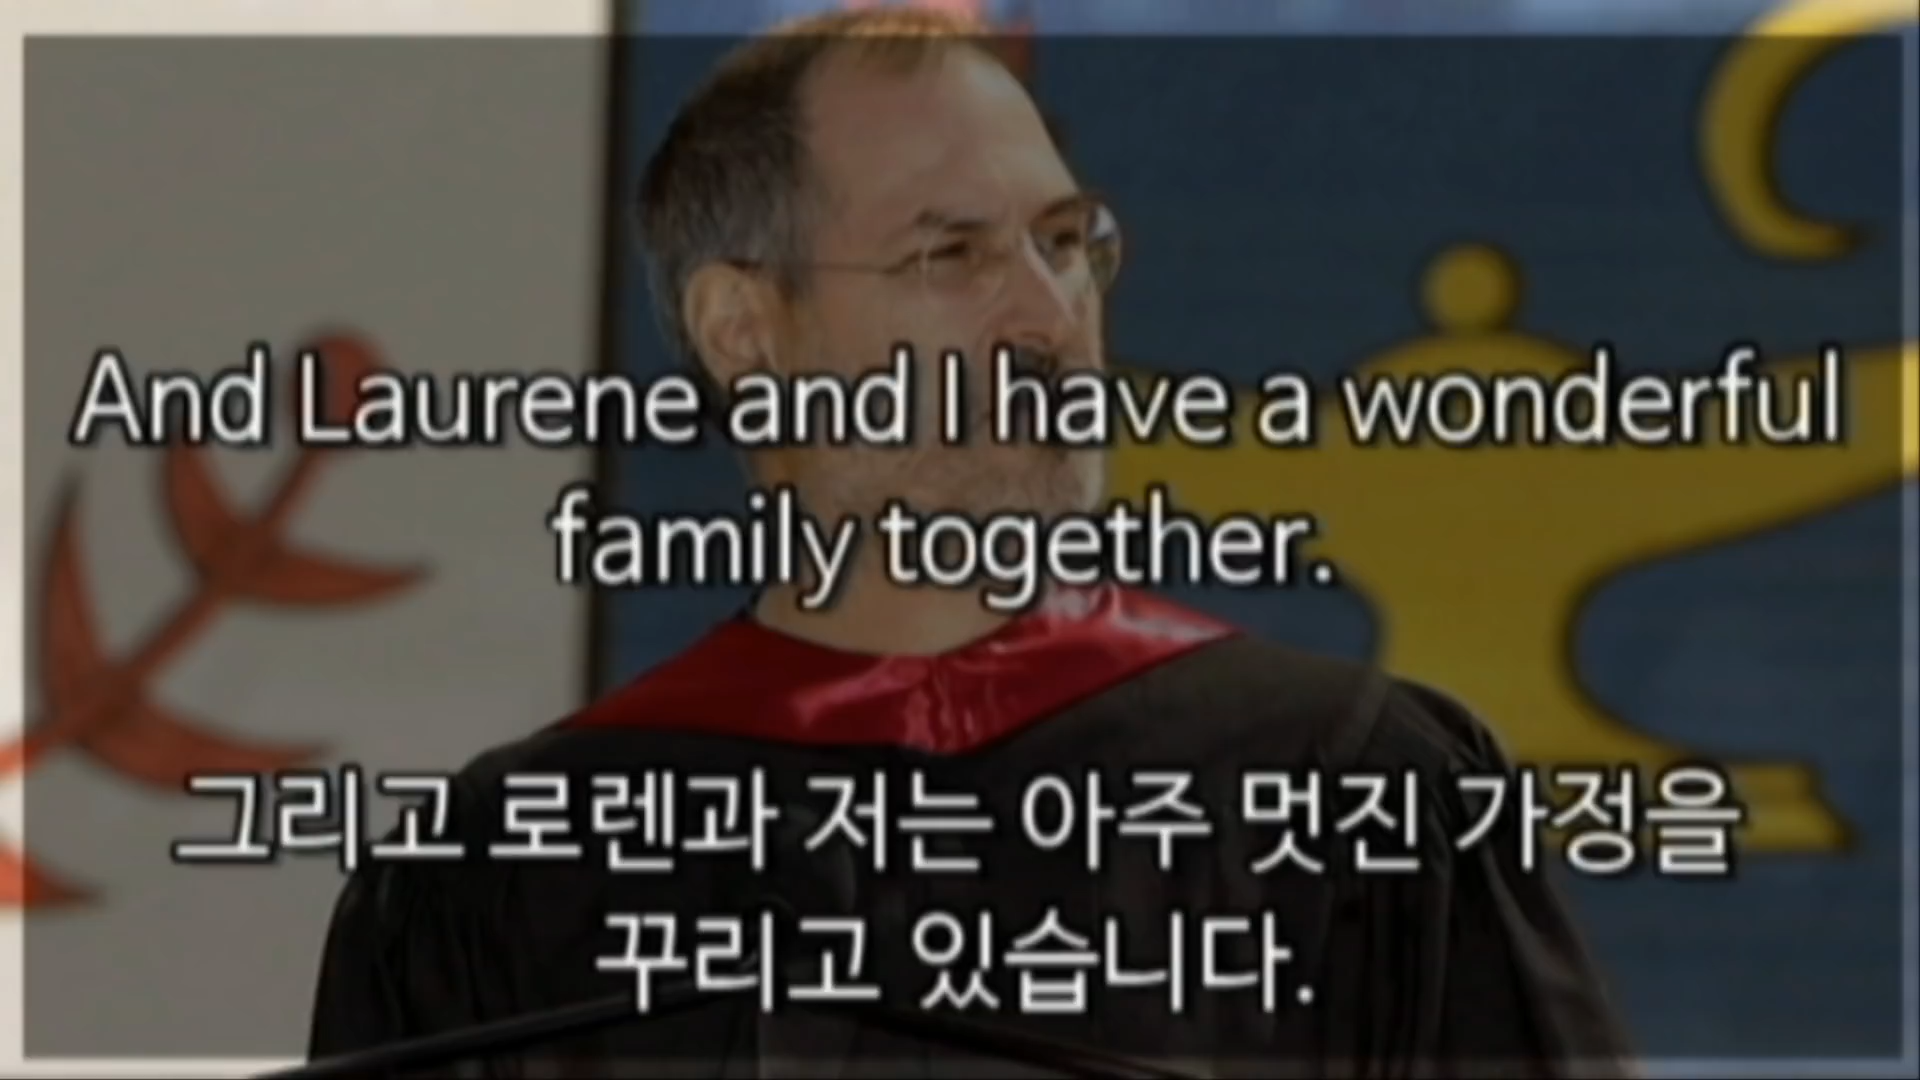 And Laurene and I have a wonderful
family together.
그리고 로렌과 저는 아주 멋진 가정을
꾸리고 있습니다.